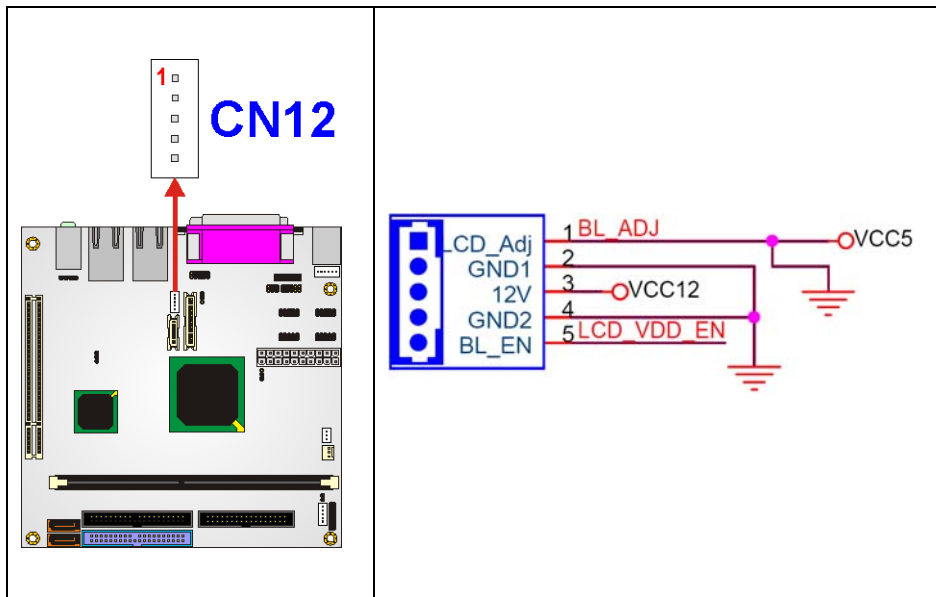 1
CN12
1 BL_ADJ
LCD_Adj
VCC5
GND1
2
12V
3
VCC12
GND2
4
BL_EN
5 LCD_VDD_EN